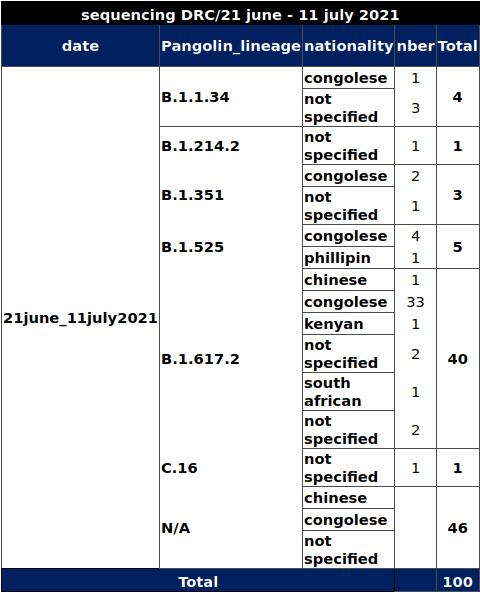 sequencing DRC/21 june - 11 july 2021
date Pangolin_lineage nationality nber Total
21june_11july2021
B.1.1.34 congolese 1 4
not specified 3
B.1.214.2 not specified 1 1
B.1.351 congolese 2 3
not specified 1
B.1.525 congolese 4 5
phillipin 1
B.1.617.2 chinese 1 40
congolese 33
kenyan 1
not specified 2
south african 1
not specified 2
C.16 not specified 1 1
N/A chinese 46
congolese
not specified
Total 100